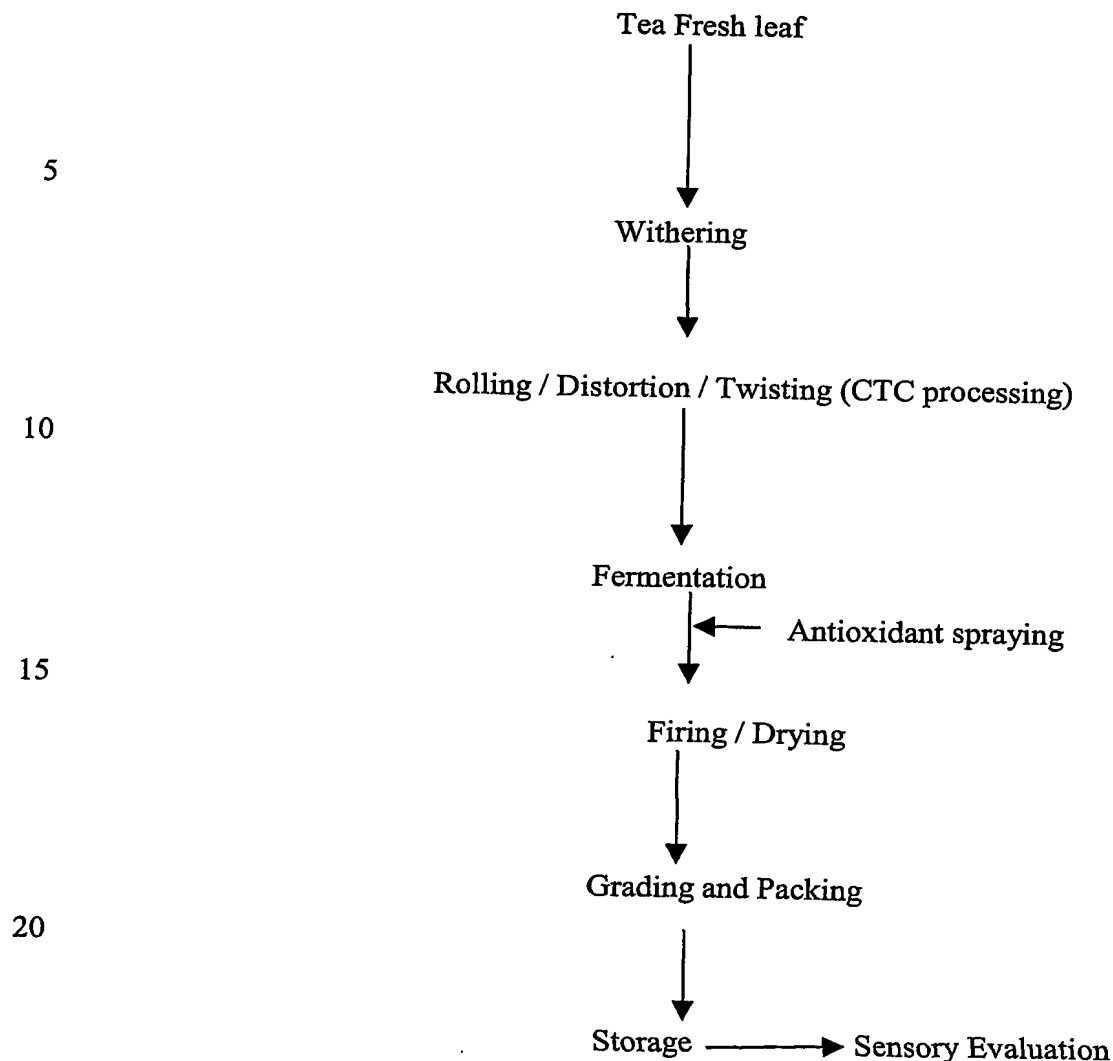 Tea Fresh leaf
5
Withering
Rolling / Distortion / Twisting (CTC processing)
10
Fermentation
Antioxidant spraying
15
Firing / Drying
Grading and Packing
20
Storage Sensory Evaluation